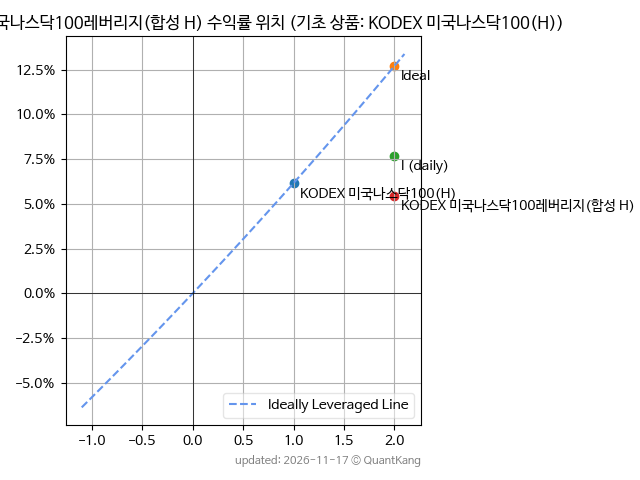 국나스닥100레버리지(합성 H) 수익률 위치 (기초 상품: KODEX 미국나스닥100(H))
12.5%
Ideal
10.0%
7.5%
I (daily)
KODEX 미국나스닥100(H)
5.0%
KODEX 미국나스닥100레버리지(합성 H)
2.5%
0.0%
−2.5%
−5.0%
Ideally Leveraged Line
−1.0 −0.5 0.0 0.5 1.0 1.5 2.0
updated: 2026-11-17 © QuantKang